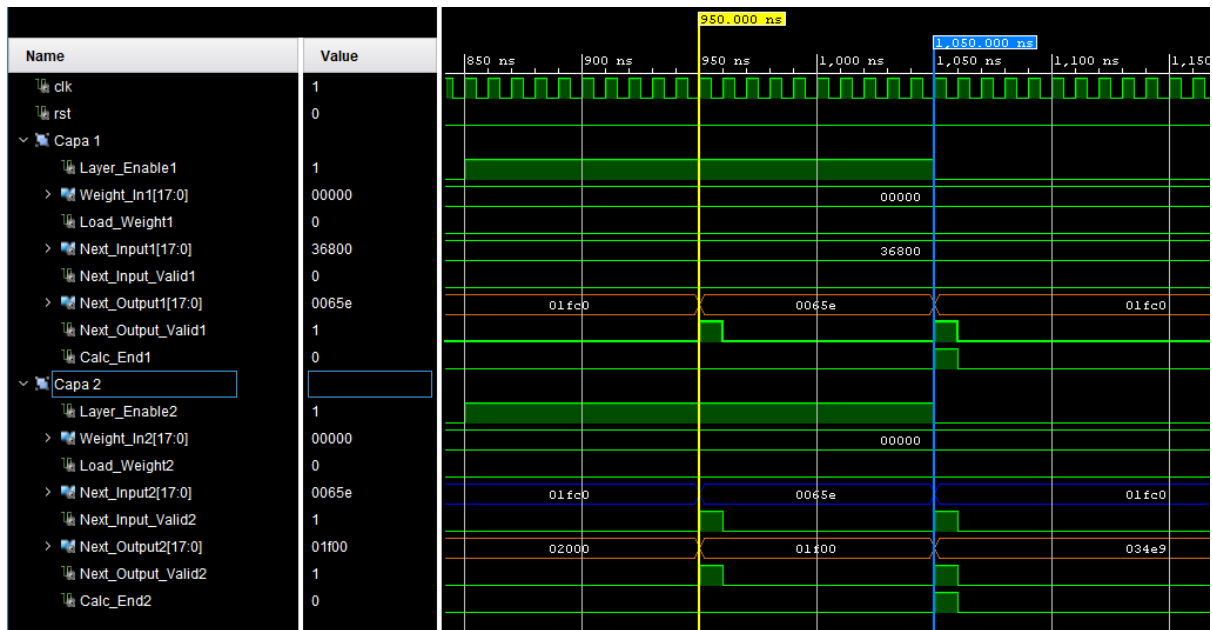 950.000 ns
1,050.000 ns
Name Value 850 ns 900 ns 950 ns 1,000 ns 1,050 ns 1,100 ns 1,150
clk 1
rst 0
Capa 1
Layer_Enable1 1
Weight_In1[17:0] 00000 00000
Load_Weight1 0
Next_Input1[17:0] 36800 36800
Next_Input_Valid1 0
Next_Output1[17:0] 0065e 01fc0 0065e 01fc0
Next_Output_Valid1 1
Calc_End1 0
Capa 2
Layer_Enable2 1
Weight_In2[17:0] 00000 00000
Load_Weight2 0
Next_Input2[17:0] 0065e 01fc0 0065e 01fc0
Next_Input_Valid2 1
Next_Output2[17:0] 01f00 02000 01f00 034e9
Next_Output_Valid2 1
Calc_End2 0